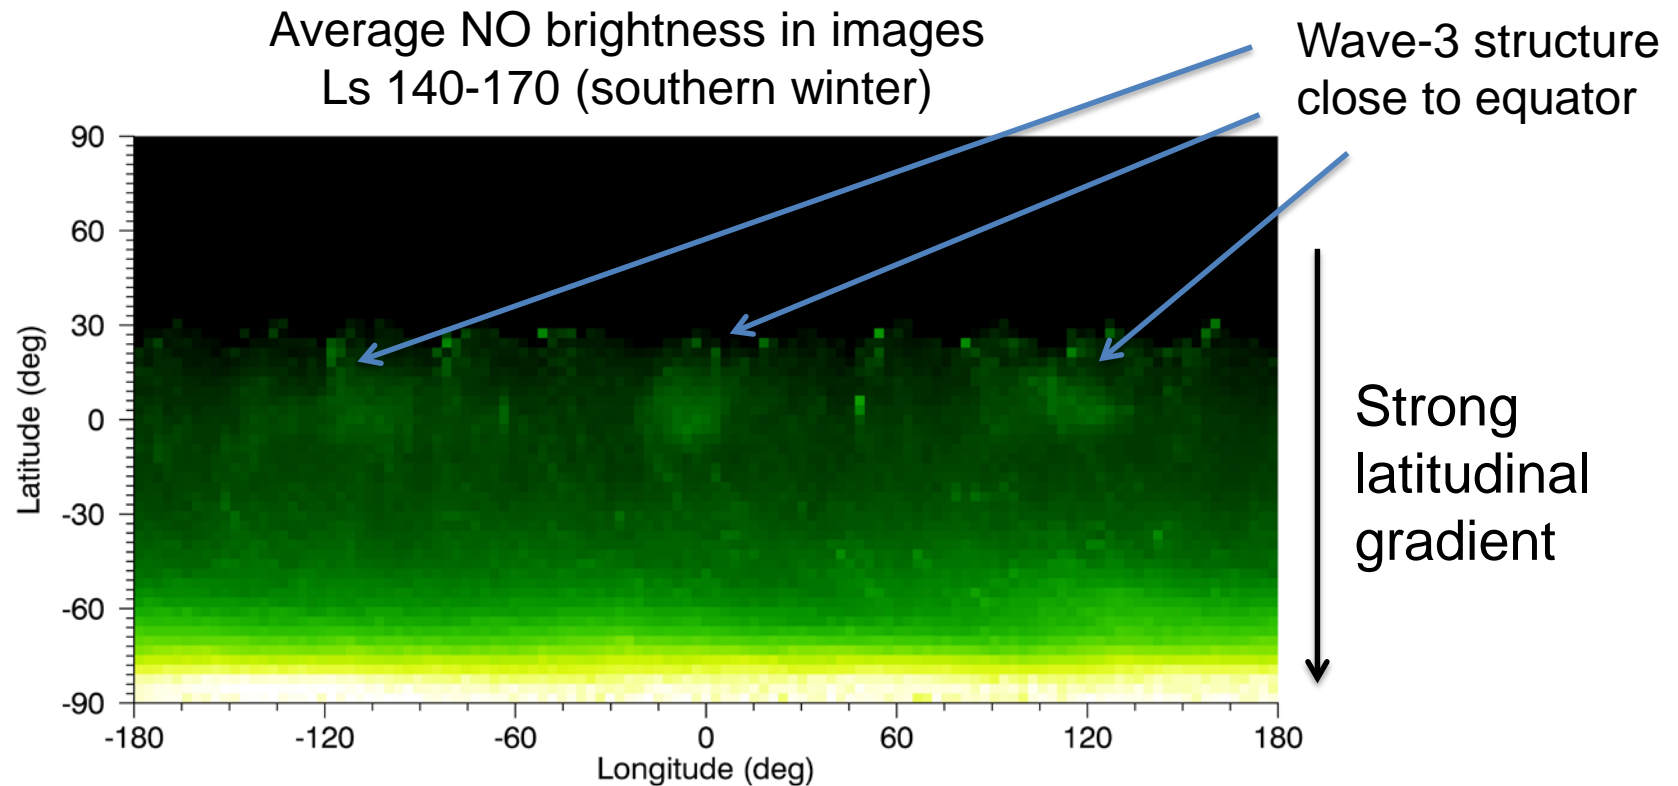 Average NO brightness in images
Ls 140-170 (southern winter)
Wave-3 structure
close to equator
90
60
30
0
-30
-60
-90
Latitude (deg)
-180
-120
-60
0
60
120
180
Longitude (deg)
Strong
latitudinal
gradient